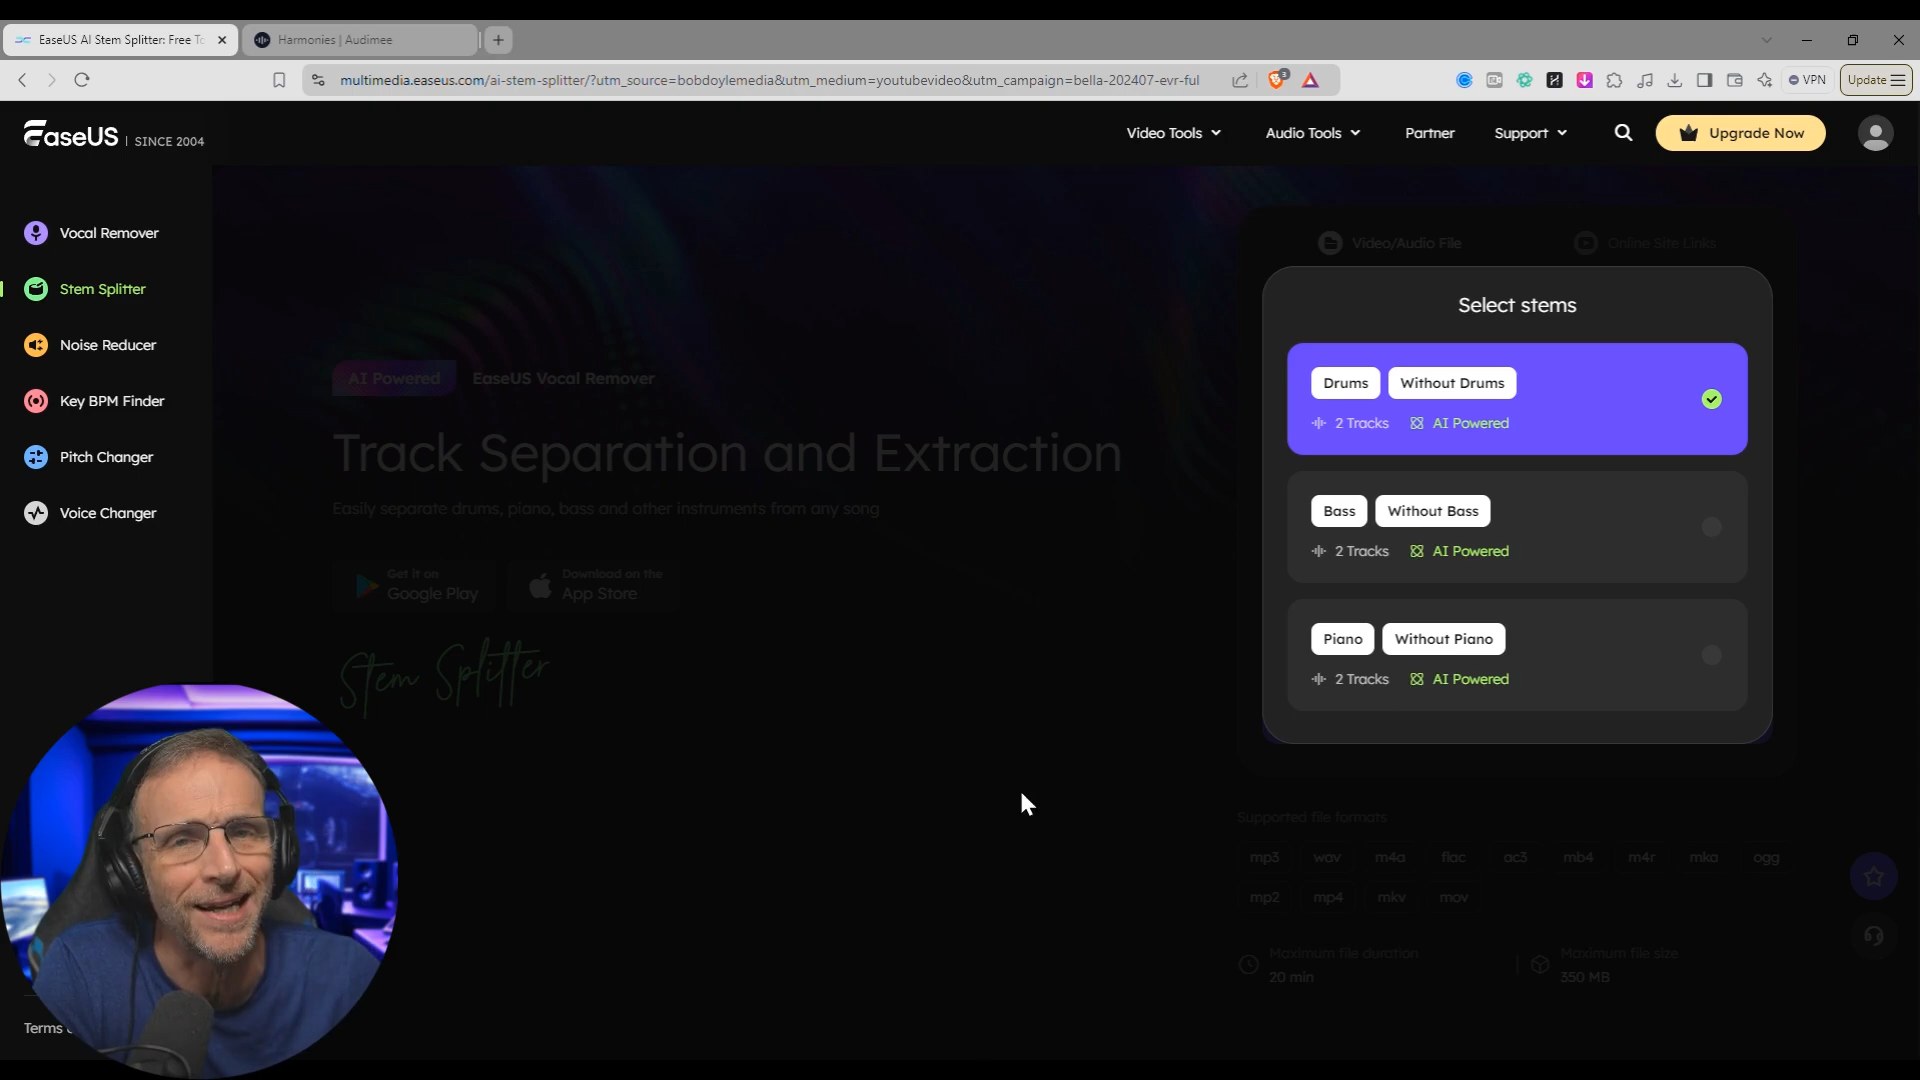 EaseUS AI Stem Splitter: Free To
Harmonies | Audimee
multimedia.easeus.com/ai-stem-splitter/?utm_source=bobdoylemedia&utm_medium=youtubevideo&utm_campaign=bella-202407-evr-ful
3
VPN
Update
EaseUS | SINCE 2004
Video Tools
Audio Tools
Partner
Support
Upgrade Now
Vocal Remover
Stem Splitter
Noise Reducer
Key BPM Finder
Pitch Changer
Voice Changer
Terms
AI Powered
EaseUS Vocal Remover
Track Separation and Extraction
Easily separate drums, piano, bass and other instruments from any song
Get it on
Google Play
Download on the
App Store
Stem Splitter
Video/Audio File
Online Site Links
Select stems
Drums
Without Drums
2 Tracks
AI Powered
Bass
Without Bass
2 Tracks
AI Powered
Piano
Without Piano
2 Tracks
AI Powered
Supported file formats
mp3 wav m4a flac ac3 mb4 m4r mka ogg
mp2 mp4 mkv mov
Maximum file duration
20 min
Maximum file size
350 MB